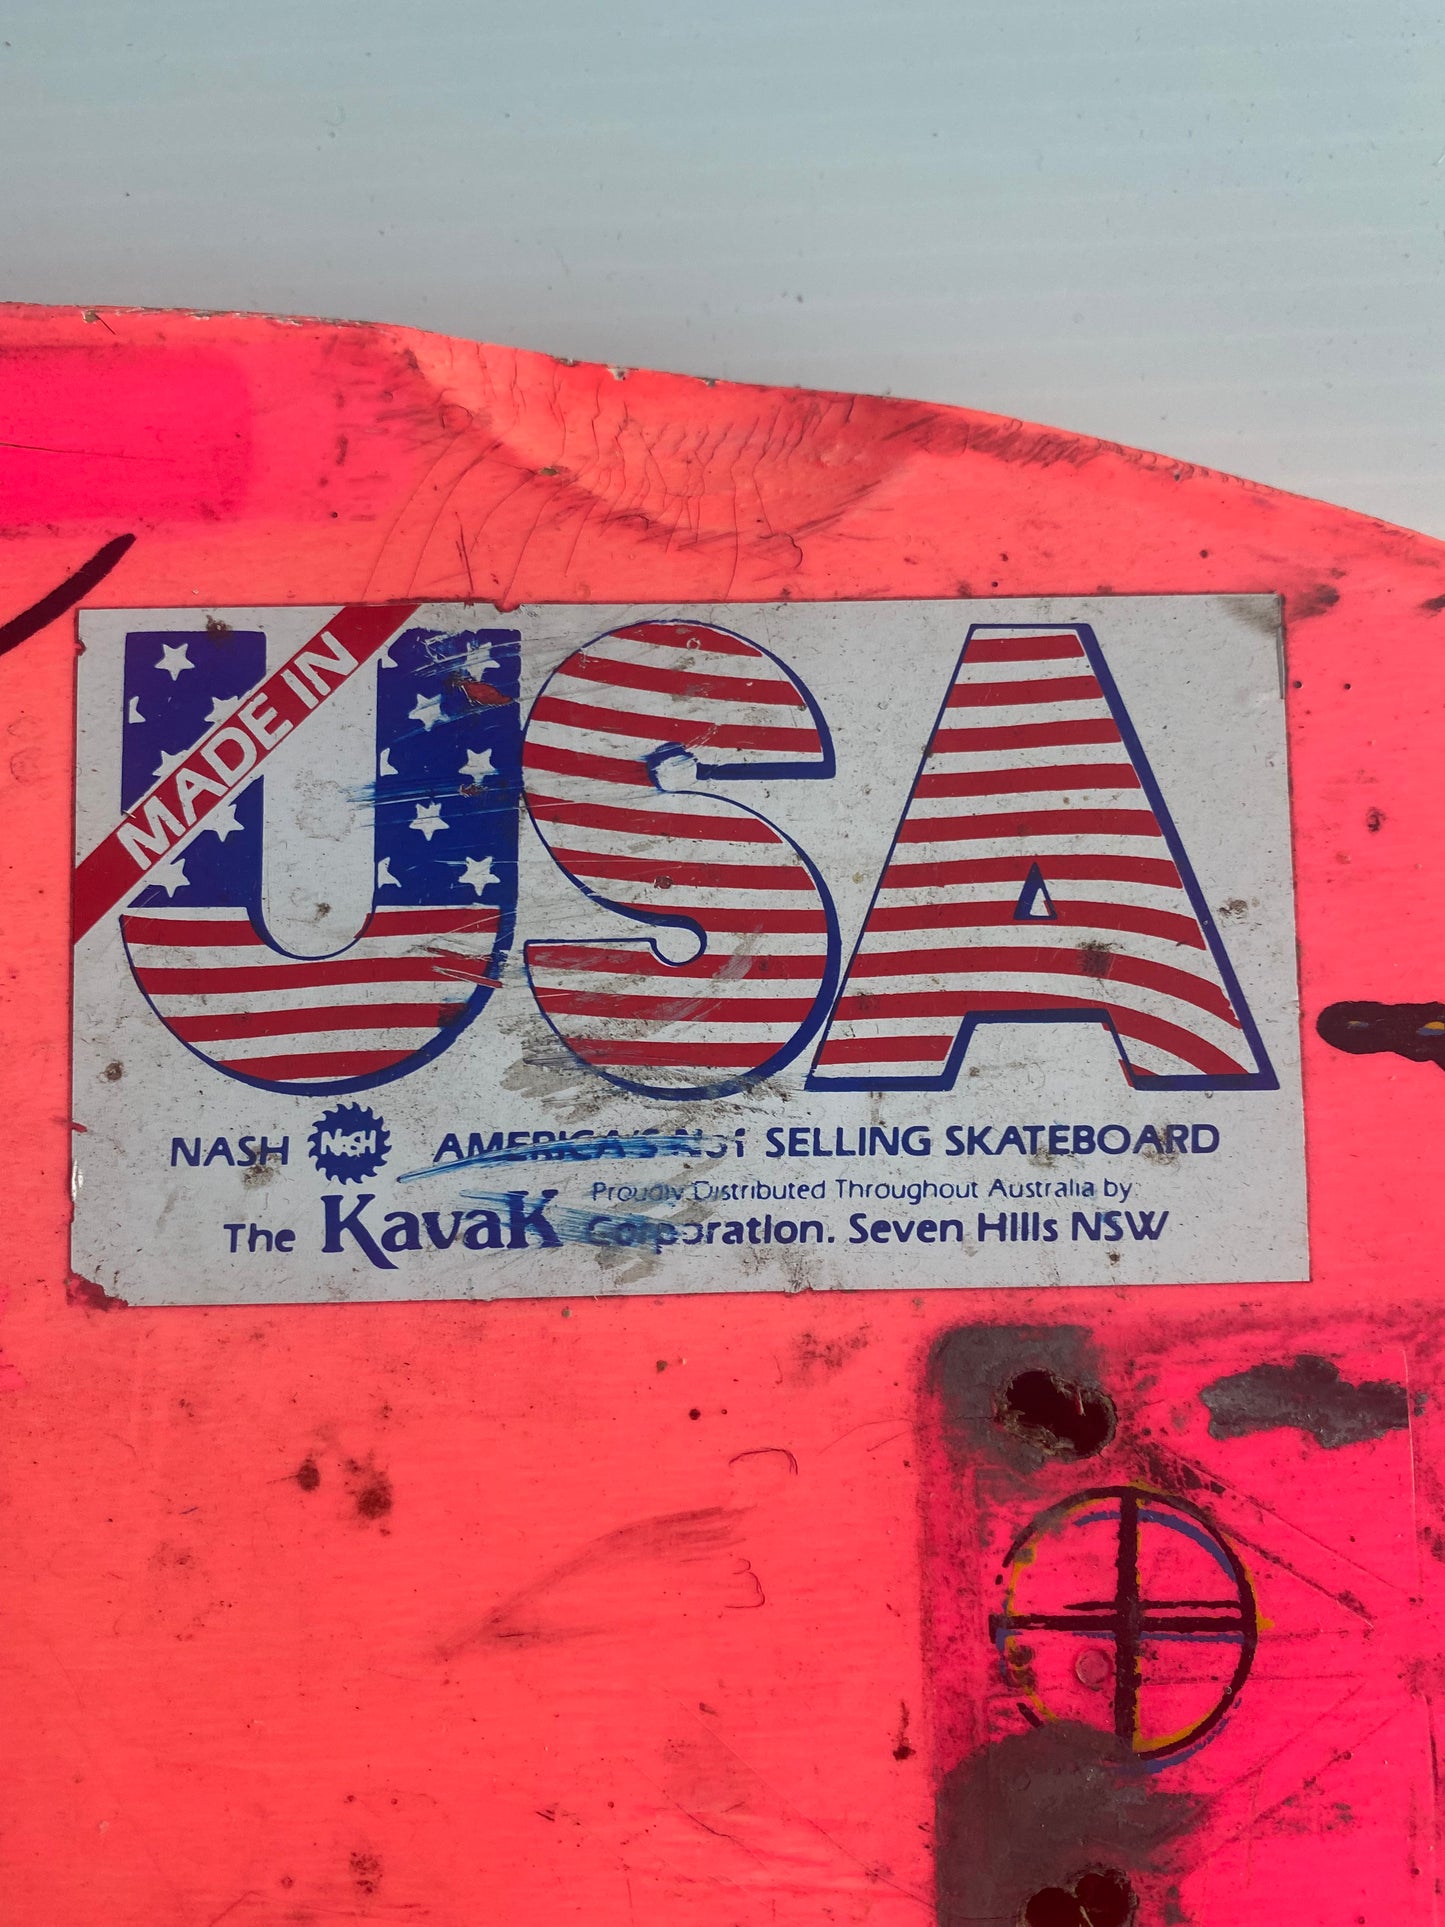 MADE IN
USA
NASH NASH AMERICA'S No1 SELLING SKATEBOARD
Proudly Distributed Throughout Australia by:
The KavaK Corporation. Seven Hills NSW